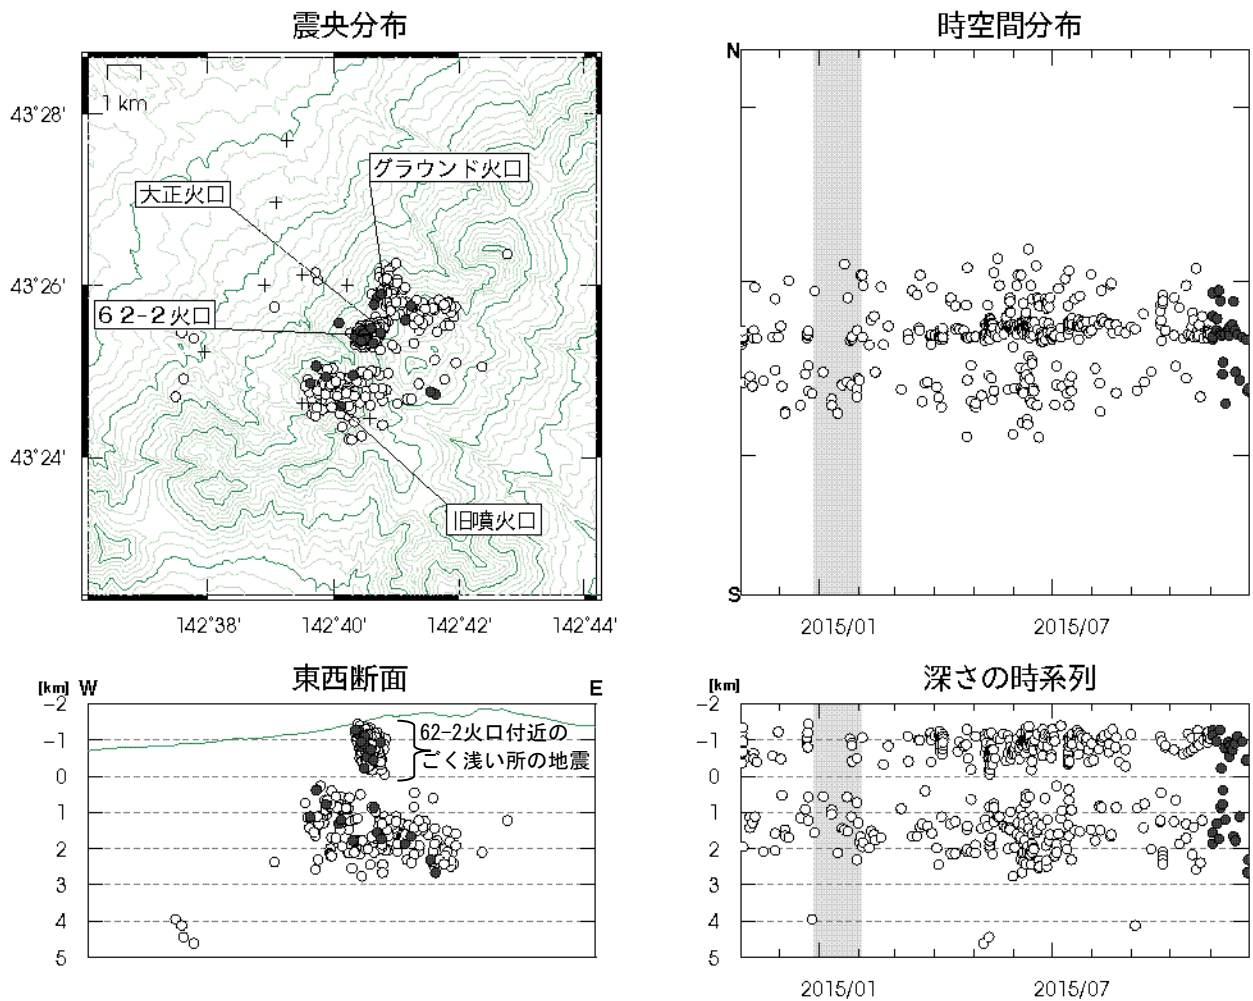 震央分布
1 km
43°28'
43°26'
43°24'
グラウンド火口
大正火口
62-2火口
旧噴火口
142°38'
142°40'
142°42'
142°44'
時空間分布
N
S
2015/01
2015/07
東西断面
[km]
W
E
-2
-1
0
1
2
3
4
5
62-2火口付近の
ごく浅い所の地震
深さの時系列
[km]
-2
-1
0
1
2
3
4
5
2015/01
2015/07